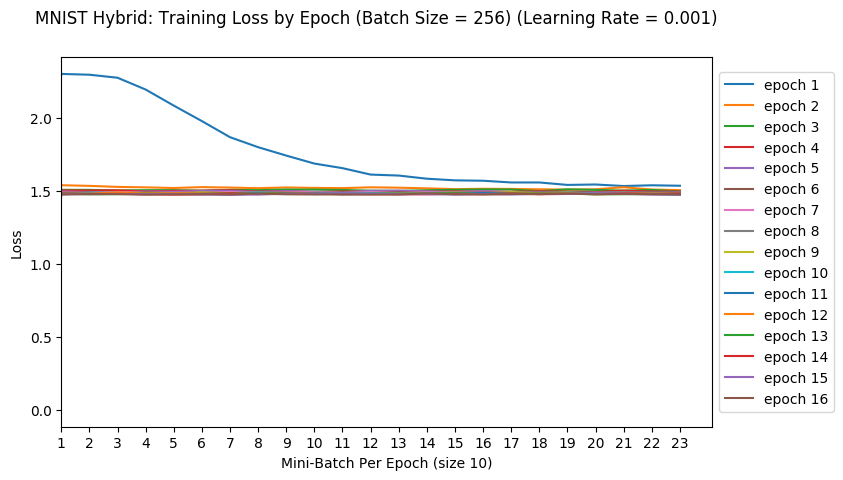 MNIST Hybrid: Training Loss by Epoch (Batch Size = 256) (Learning Rate = 0.001)
2.0
1.5
1.0
0.5
0.0
Loss
1 2 3 4 5 6 7 8 9 10 11 12 13 14 15 16 17 18 19 20 21 22 23
Mini-Batch Per Epoch (size 10)
epoch 1
epoch 2
epoch 3
epoch 4
epoch 5
epoch 6
epoch 7
epoch 8
epoch 9
epoch 10
epoch 11
epoch 12
epoch 13
epoch 14
epoch 15
epoch 16